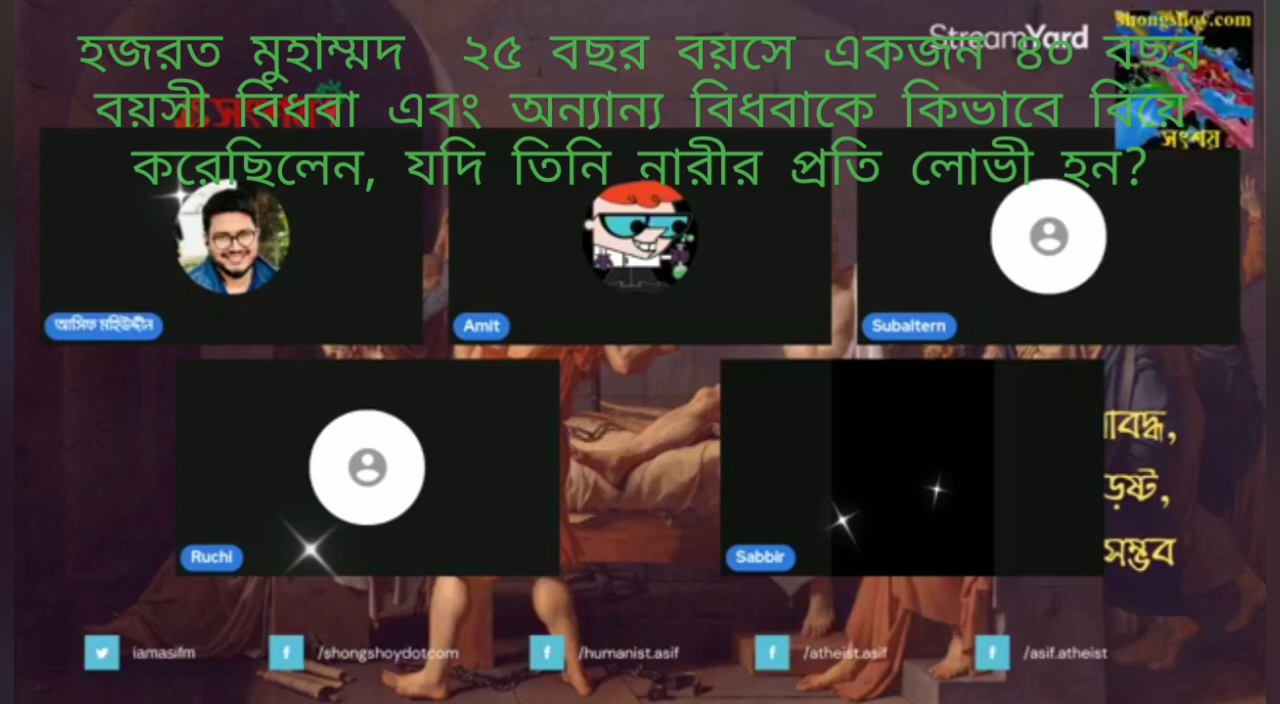 Shongshoy.com
StreamYard
হজরত মুহাম্মদ ২৫ বছর বয়সে একজন ৪০ বছর
বয়সী বিধবা এবং অন্যান্য বিধবাকে কিভাবে বিয়ে
করেছিলেন, যদি তিনি নারীর প্রতি লোভী হন?
সংশয়
আসিফ মহিউদ্দীন
Amit
Subaltern
াবদ্ধ,
ড়ষ্ট,
সম্ভব
Ruchi
Sabbir
iamasifm
/shongshoydotcom
/humanist.asif
/atheist.asif
/asif.atheist